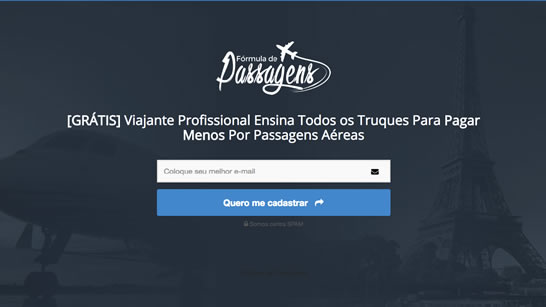 Fórmula de
Passagens
[GRÁTIS] Viajante Profissional Ensina Todos os Truques Para Pagar
Menos Por Passagens Aéreas
Coloque seu melhor e-mail
Quero me cadastrar
Somos contra SPAM